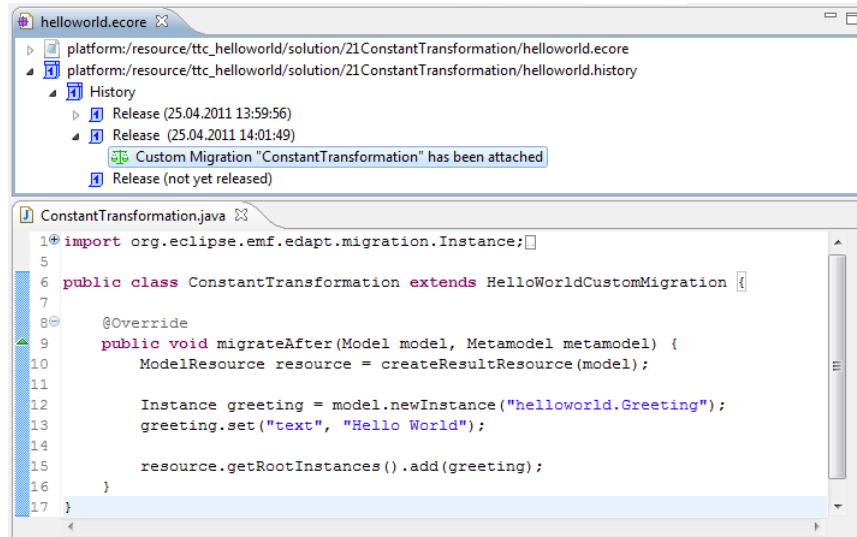 helloworld.ecore
platform:/resource/ttc_helloworld/solution/21ConstantTransformation/helloworld.ecore
platform:/resource/ttc_helloworld/solution/21ConstantTransformation/helloworld.history
History
Release (25.04.2011 13:59:56)
Release (25.04.2011 14:01:49)
Custom Migration "ConstantTransformation" has been attached
Release (not yet released)
ConstantTransformation.java
1 import org.eclipse.emf.edapt.migration.Instance;
5
6 public class ConstantTransformation extends HelloWorldCustomMigration {
7
8 @Override
9 public void migrateAfter(Model model, Metamodel metamodel) {
10 ModelResource resource = createResultResource(model);
11
12 Instance greeting = model.newInstance("helloworld.Greeting");
13 greeting.set("text", "Hello World");
14
15 resource.getRootInstances().add(greeting);
16 }
17 }